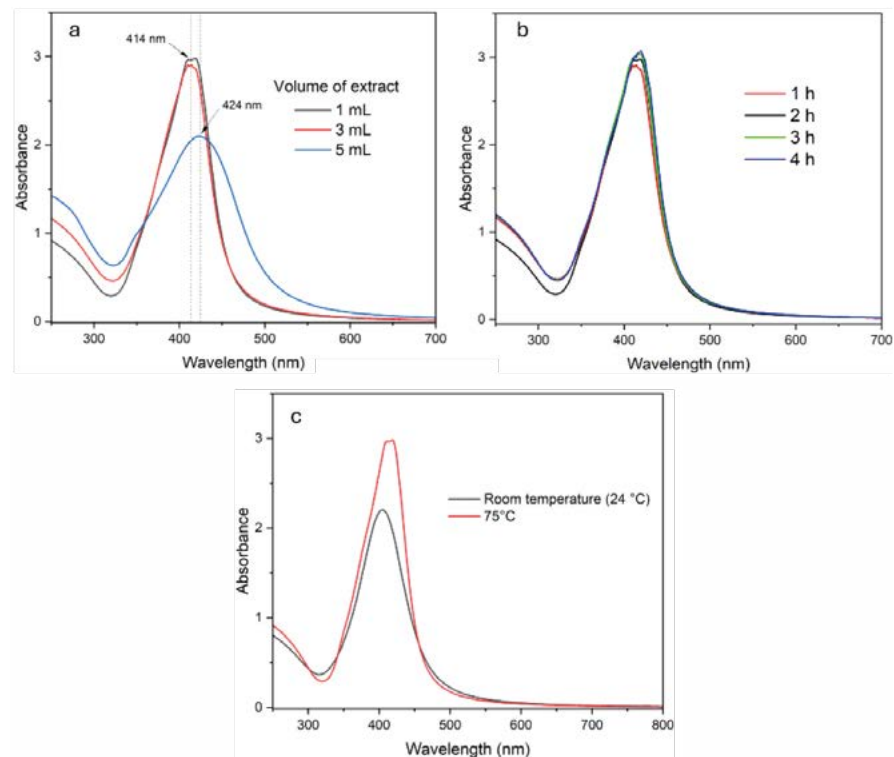 a
414 nm
Volume of extract
1 mL
3 mL
5 mL
424 nm
Absorbance
3
2
1
0
300
400
500
600
700
Wavelength (nm)
b
1 h
2 h
3 h
4 h
Absorbance
3
2
1
0
300
400
500
600
700
Wavelength (nm)
c
Room temperature (24 °C)
75°C
Absorbance
3
2
1
0
300
400
500
600
700
800
Wavelength (nm)